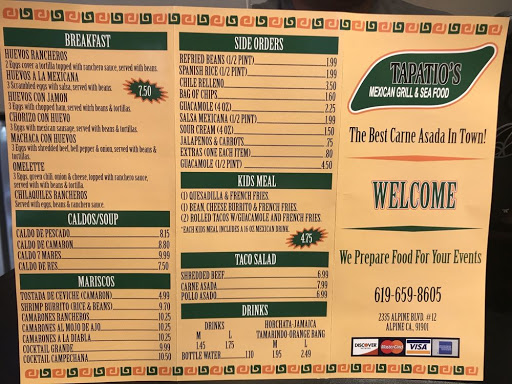 BREAKFAST
HUEVOS RANCHEROS
2 Eggs cover a tortilla topped with ranchero sauce, served with beans.
HUEVOS A LA MEXICANA
3 Scrambled eggs with salsa, served with beans.
7.50
HUEVOS CON JAMON
3 Eggs with chopped ham, served with beans & tortillas.
CHORIZO CON HUEVO
3 Eggs with mexican sausage, served with beans & tortillas.
MACHACA CON HUEVOS
3 Eggs with shredded beef, bell pepper & onion, served with beans &
tortillas.
OMELETTE
3 Eggs, green chili, onion & cheese, topped with ranchero sauce,
served with with beans & tortilla.
CHILAQUILES RANCHEROS
Served with eggs, beans & ranchero sauce.
CALDOS/SOUP
CALDO DE PESCADO 8.15
CALDO DE CAMARON 8.80
CALDO 7 MARES 9.99
CALDO DE RES 7.50
MARISCOS
TOSTADA DE CEVICHE (CAMARON) 4.99
SHRIMP BURRITO (RICE & BEANS) 9.70
CAMARONES RANCHEROS 10.25
CAMARONES AL MOJO DE AJO 10.25
CAMARONES A LA DIABLA 10.25
COCKTAIL GRANDE 9.99
COCKTAIL CAMPECHANA 10.50
SIDE ORDERS
REFRIED BEANS (1/2 PINT) 1.99
SPANISH RICE (1/2 PINT) 1.99
CHILE RELLENO 3.50
BAG OF CHIPS 1.60
GUACAMOLE (4 OZ) 2.25
SALSA MEXICANA (1/2 PINT) 1.99
SOUR CREAM (4 OZ) 1.50
JALAPENOS & CARROTS .75
EXTRAS (ONE EACH ITEM) .80
GUACAMOLE (1/2 PINT) 4.50
KIDS MEAL
(1) QUESADILLA & FRENCH FRIES.
(1) BEAN, CHEESE BURRITO & FRENCH FRIES.
(2) ROLLED TACOS W/GUACAMOLE AND FRENCH FRIES.
*EACH KIDS MEAL INCLUDES A 16 OZ MEXICAN DRINK.
4.75
TACO SALAD
SHREDDED BEEF 6.99
CARNE ASADA 7.99
POLLO ASADO 6.99
DRINKS
DRINKS HORCHATA-JAMAICA
M L TAMARINDO-ORANGE BANG
1.45 1.75 M L
BOTTLE WATER 1.10 1.95 2.49
TAPATIO'S
MEXICAN GRILL & SEA FOOD
The Best Carne Asada In Town!
WELCOME
We Prepare Food For Your Events
619-659-8605
2335 ALPINE BLVD. #12
ALPINE CA. 91901
DISCOVER MasterCard VISA